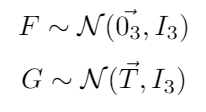 F ∼ 𝒩(0⃗₃, I₃)
G ∼ 𝒩(T⃗, I₃)